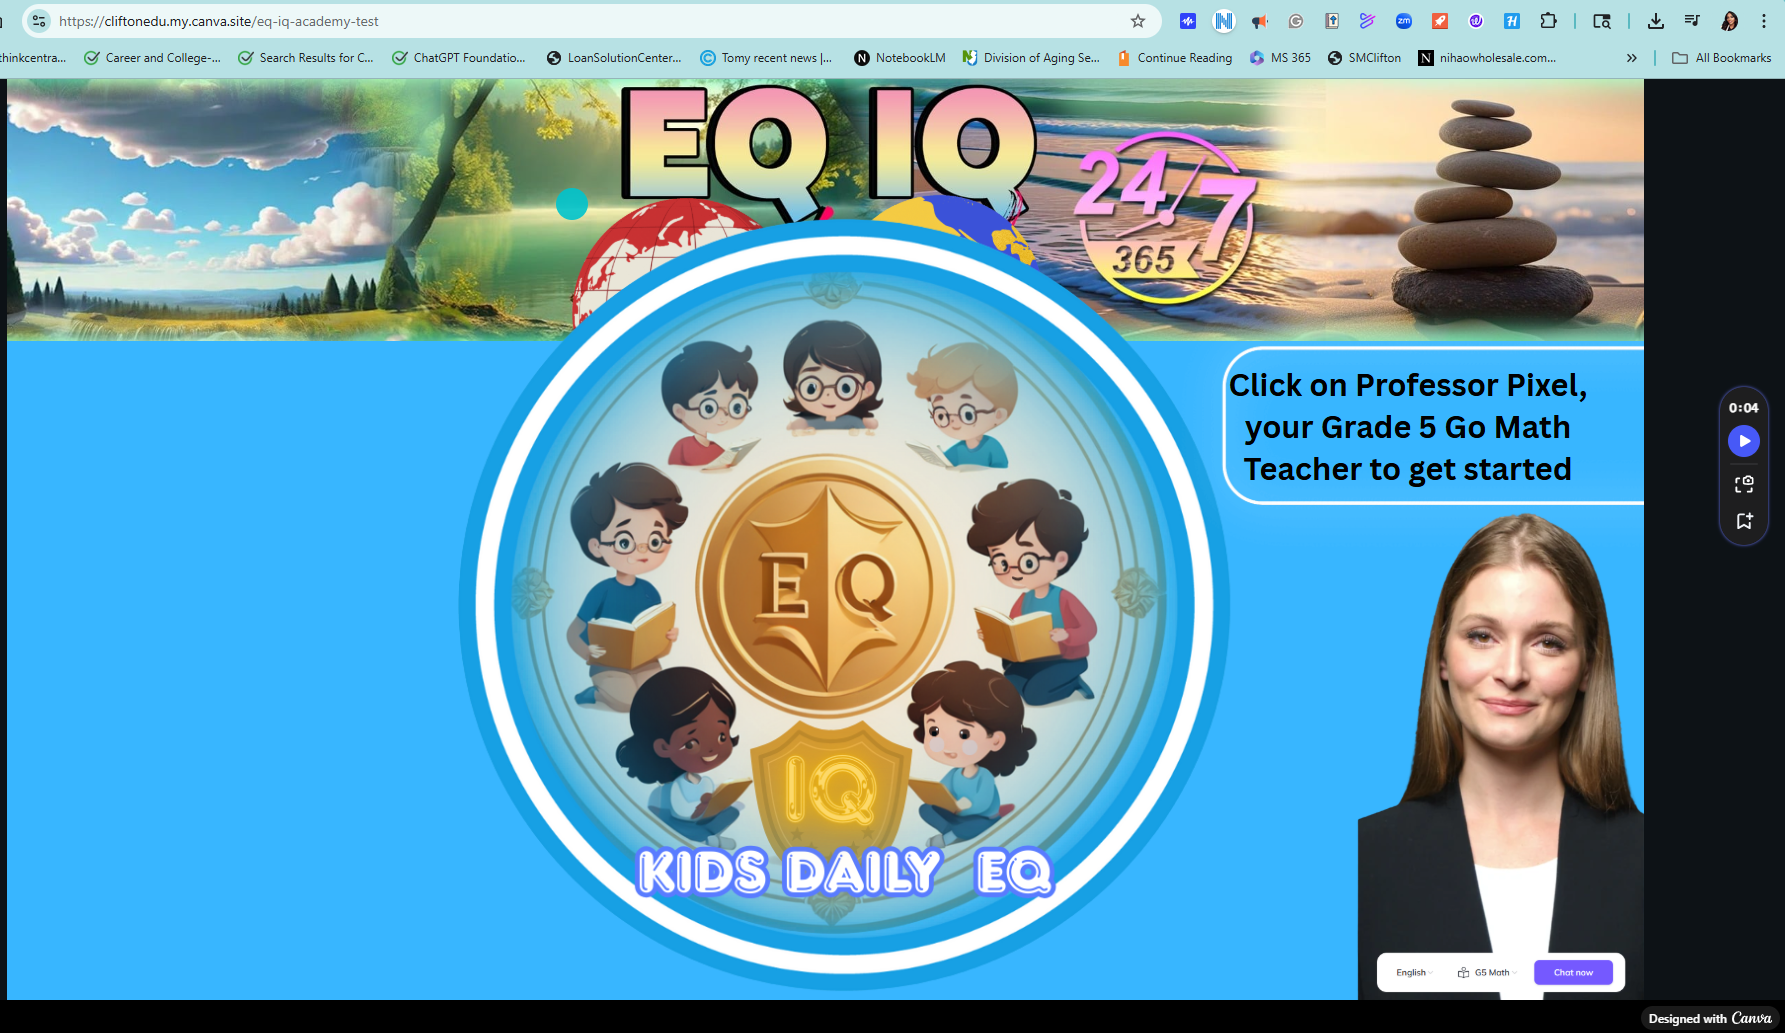 https://cliftonedu.my.canva.site/eq-iq-academy-test
thinkcentra...
Career and College-...
Search Results for C...
ChatGPT Foundatio...
LoanSolutionCenter...
Tomy recent news |...
NotebookLM
Division of Aging Se...
Continue Reading
MS 365
SMClifton
nihaowholesale.com...
»
All Bookmarks
EQ IQ
24/7
365
Click on Professor Pixel,
your Grade 5 Go Math
Teacher to get started
0:04
EQ
IQ
KIDS DAILY EQ
English
G5 Math
Chat now
Designed with Canva